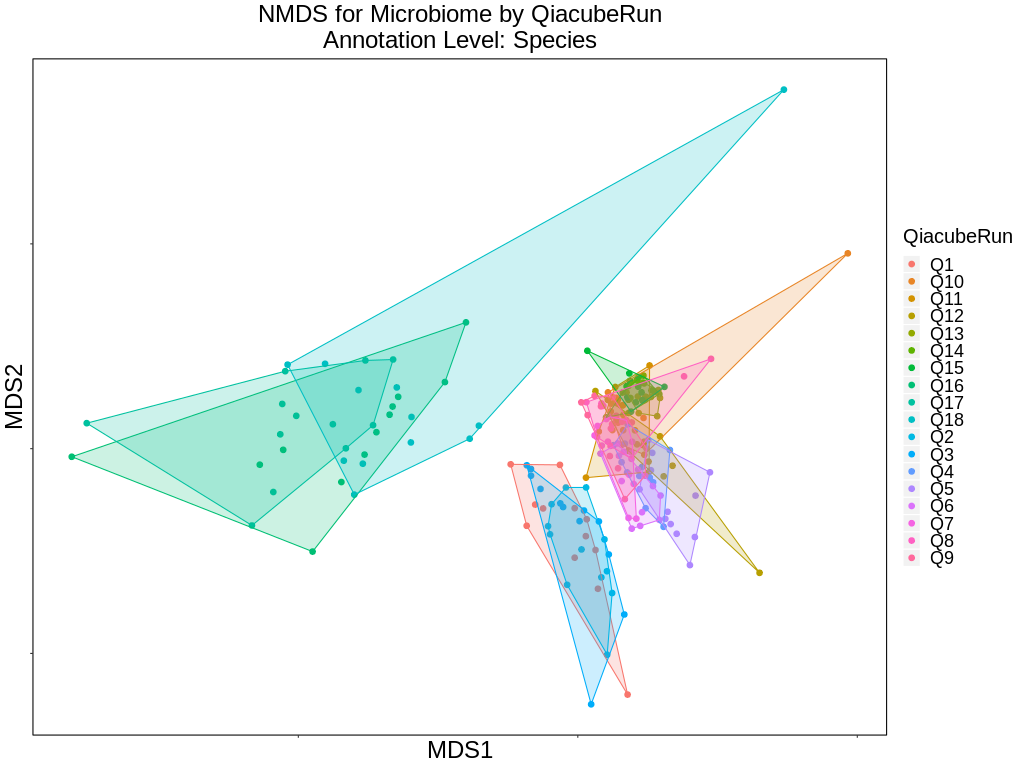 NMDS for Microbiome by QiacubeRun
Annotation Level: Species
MDS2
MDS1
QiacubeRun
Q1
Q10
Q11
Q12
Q13
Q14
Q15
Q16
Q17
Q18
Q2
Q3
Q4
Q5
Q6
Q7
Q8
Q9